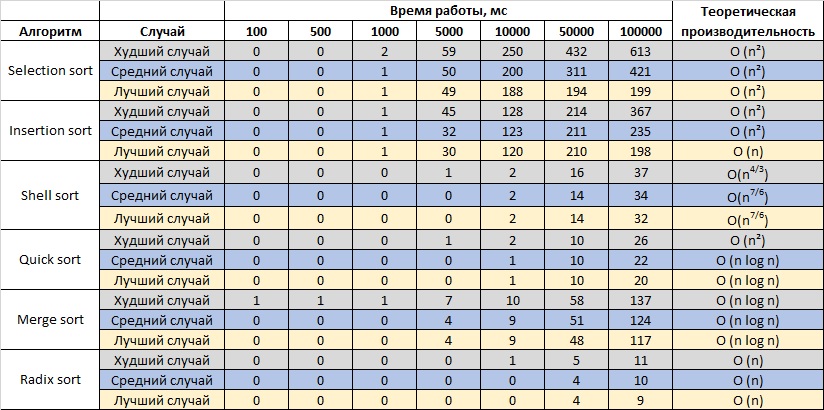 Время работы, мс Теоретическая
Алгоритм Случай 100 500 1000 5000 10000 50000 100000 производительность
Худший случай 0 0 2 59 250 432 613 O (n²)
Selection sort Средний случай 0 0 1 50 200 311 421 O (n²)
Лучший случай 0 0 1 49 188 194 199 O (n²)
Худший случай 0 0 1 45 128 214 367 O (n²)
Insertion sort Средний случай 0 0 1 32 123 211 235 O (n²)
Лучший случай 0 0 1 30 120 210 198 O (n)
Худший случай 0 0 0 1 2 16 37 O(n^4/3)
Shell sort Средний случай 0 0 0 0 2 14 34 O(n^7/6)
Лучший случай 0 0 0 0 2 14 32 O(n^7/6)
Худший случай 0 0 0 1 2 10 26 O (n²)
Quick sort Средний случай 0 0 0 0 1 10 22 O (n log n)
Лучший случай 0 0 0 0 1 10 20 O (n log n)
Худший случай 1 1 1 7 10 58 137 O (n log n)
Merge sort Средний случай 0 0 0 4 9 51 124 O (n log n)
Лучший случай 0 0 0 4 9 48 117 O (n log n)
Худший случай 0 0 0 0 1 5 11 O (n)
Radix sort Средний случай 0 0 0 0 0 4 10 O (n)
Лучший случай 0 0 0 0 0 4 9 O (n)